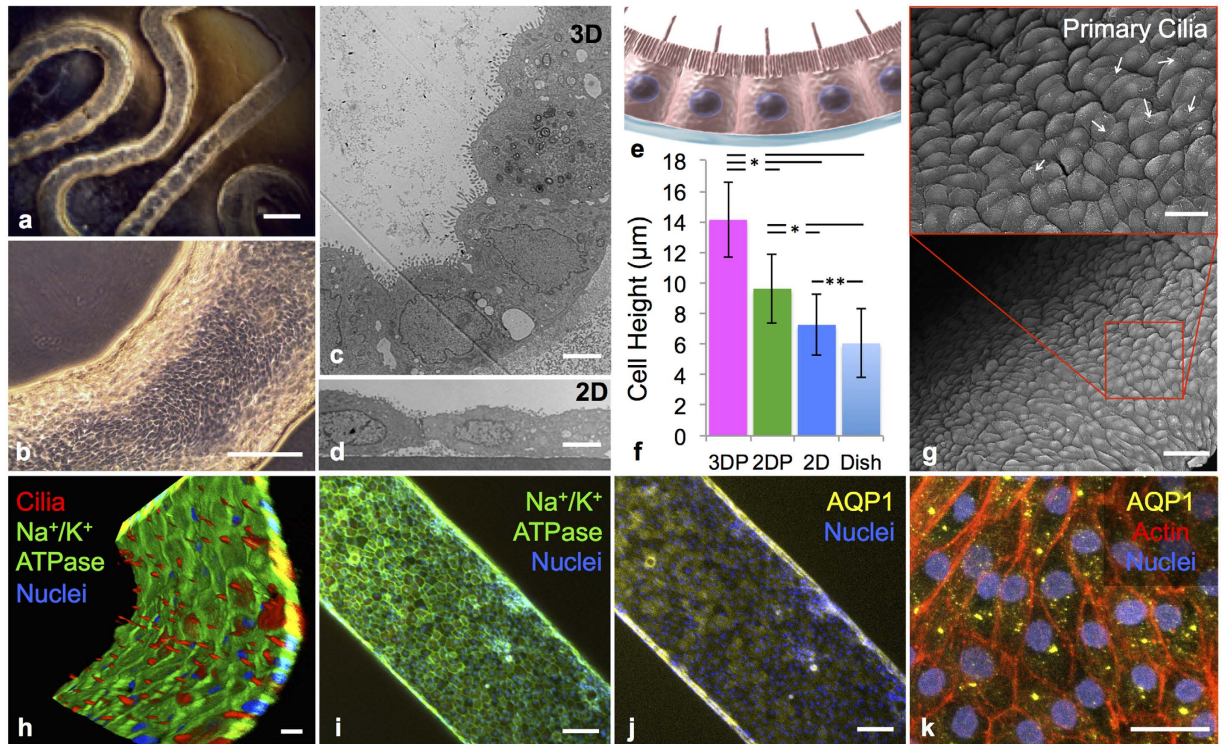 a
b
3D
c
2D
d
e
18
16
14
12
10
8
6
4
2
0
Cell Height (µm)
*
*
**
3DP 2DP 2D Dish
f
Primary Cilia
g
Cilia
Na⁺/K⁺
ATPase
Nuclei
h
Na⁺/K⁺
ATPase
Nuclei
i
AQP1
Nuclei
j
AQP1
Actin
Nuclei
k